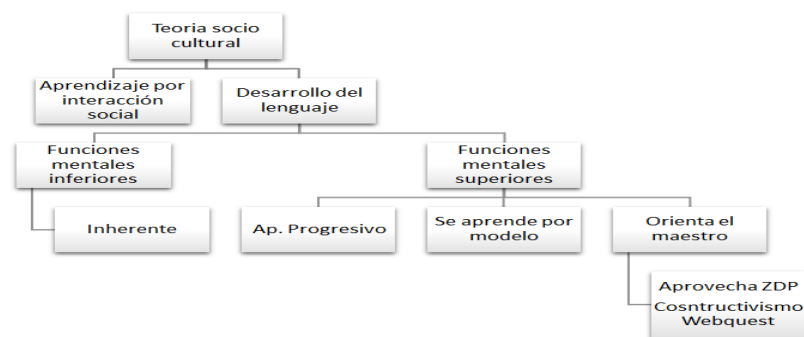 Teoria socio
cultural
Aprendizaje por
interacción
social
Desarrollo del
lenguaje
Funciones
mentales
inferiores
Funciones
mentales
superiores
Inherente
Ap. Progresivo
Se aprende por
modelo
Orienta el
maestro
Aprovecha ZDP
Cosntructivismo
Webquest